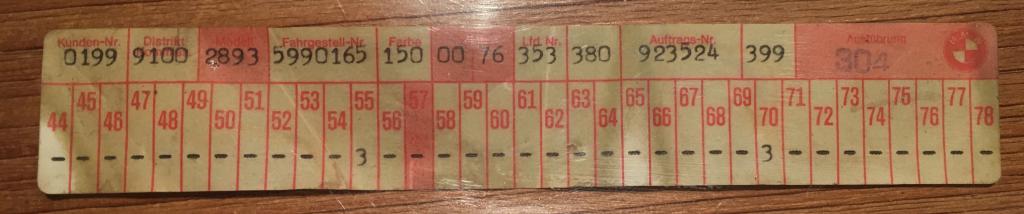 Kunden-Nr. Distrikt Modell Fahrgestell-Nr. Farbe Lfd. Nr. Auftrags-Nr. Ausführung
0199 9100 2893 5990165 150 00 76 353 380 923524 399 304
45 47 49 51 53 55 57 59 61 63 65 67 69 71 73 75 77
44 46 48 50 52 54 56 58 60 62 64 66 68 70 72 74 76 78
- - - - - - - - - - - 3 - - - - - - - - - - - - - - 3 - - - - - - - -